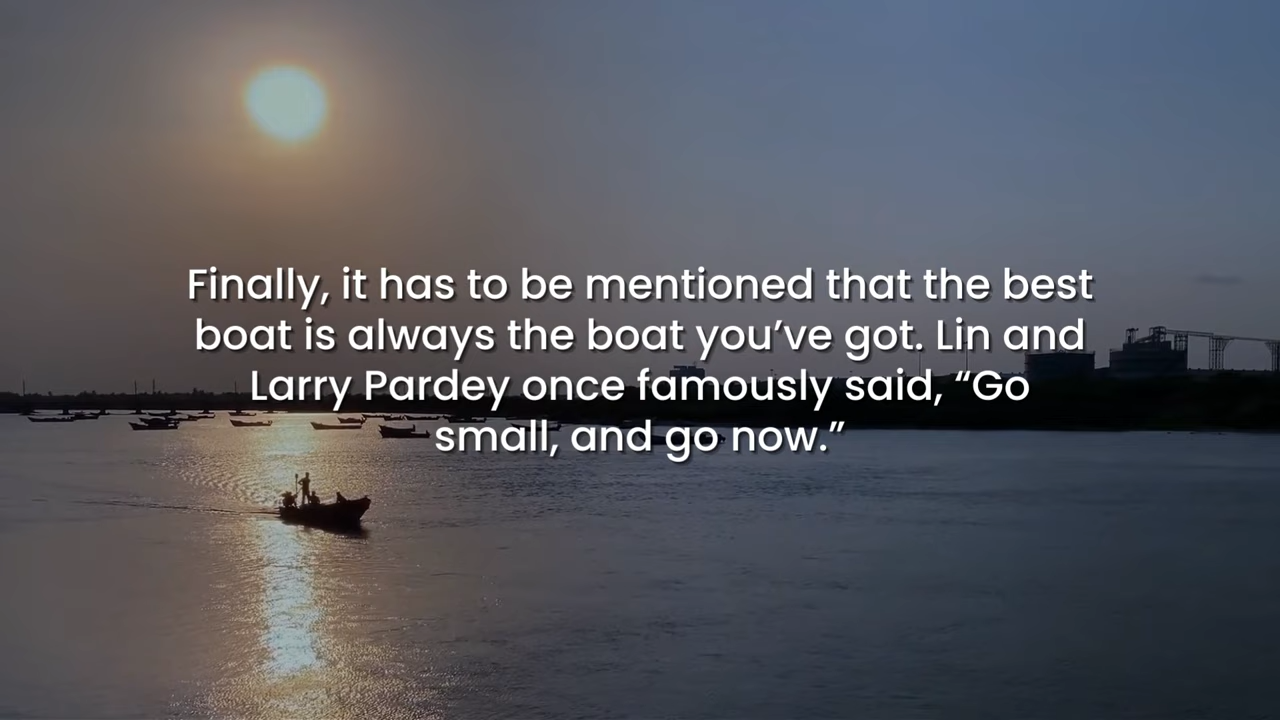 Finally, it has to be mentioned that the best
boat is always the boat you’ve got. Lin and
Larry Pardey once famously said, “Go
small, and go now.”